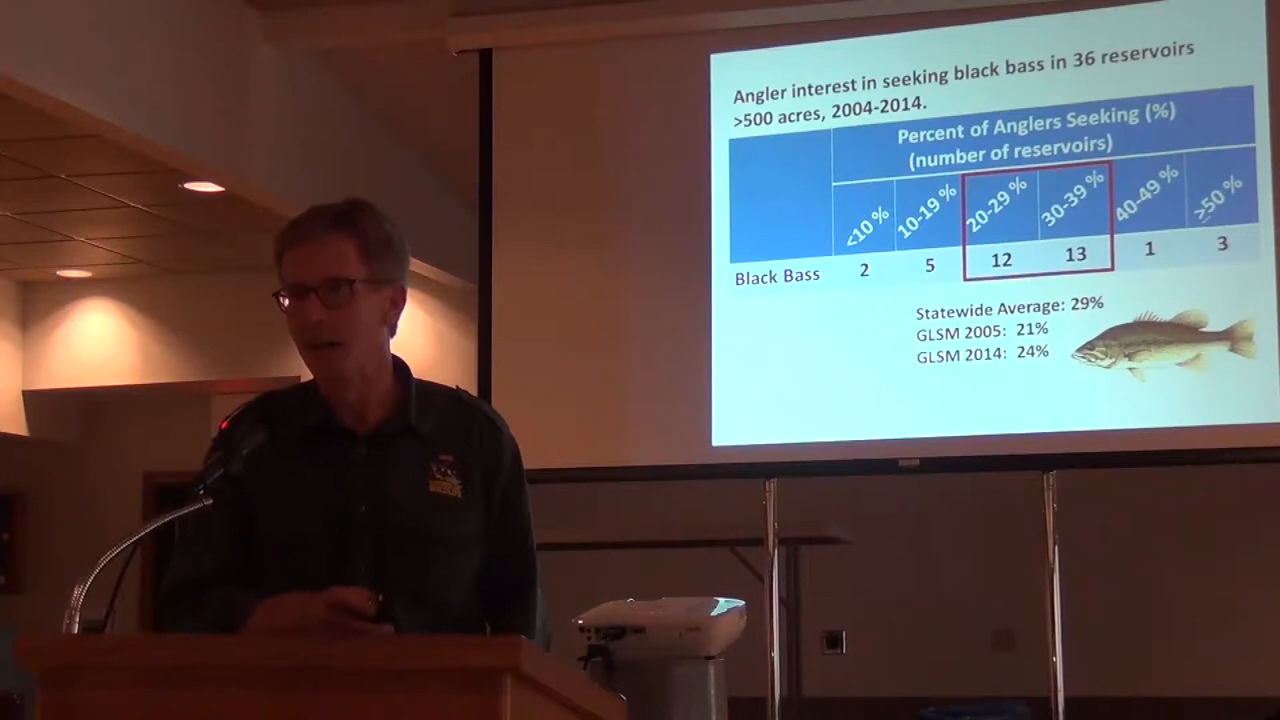 Angler interest in seeking black bass in 36 reservoirs
>500 acres, 2004-2014.
Percent of Anglers Seeking (%)
(number of reservoirs)
<10 % 10-19 % 20-29 % 30-39 % 40-49 % ≥50 %
Black Bass 2 5 12 13 1 3
Statewide Average: 29%
GLSM 2005: 21%
GLSM 2014: 24%